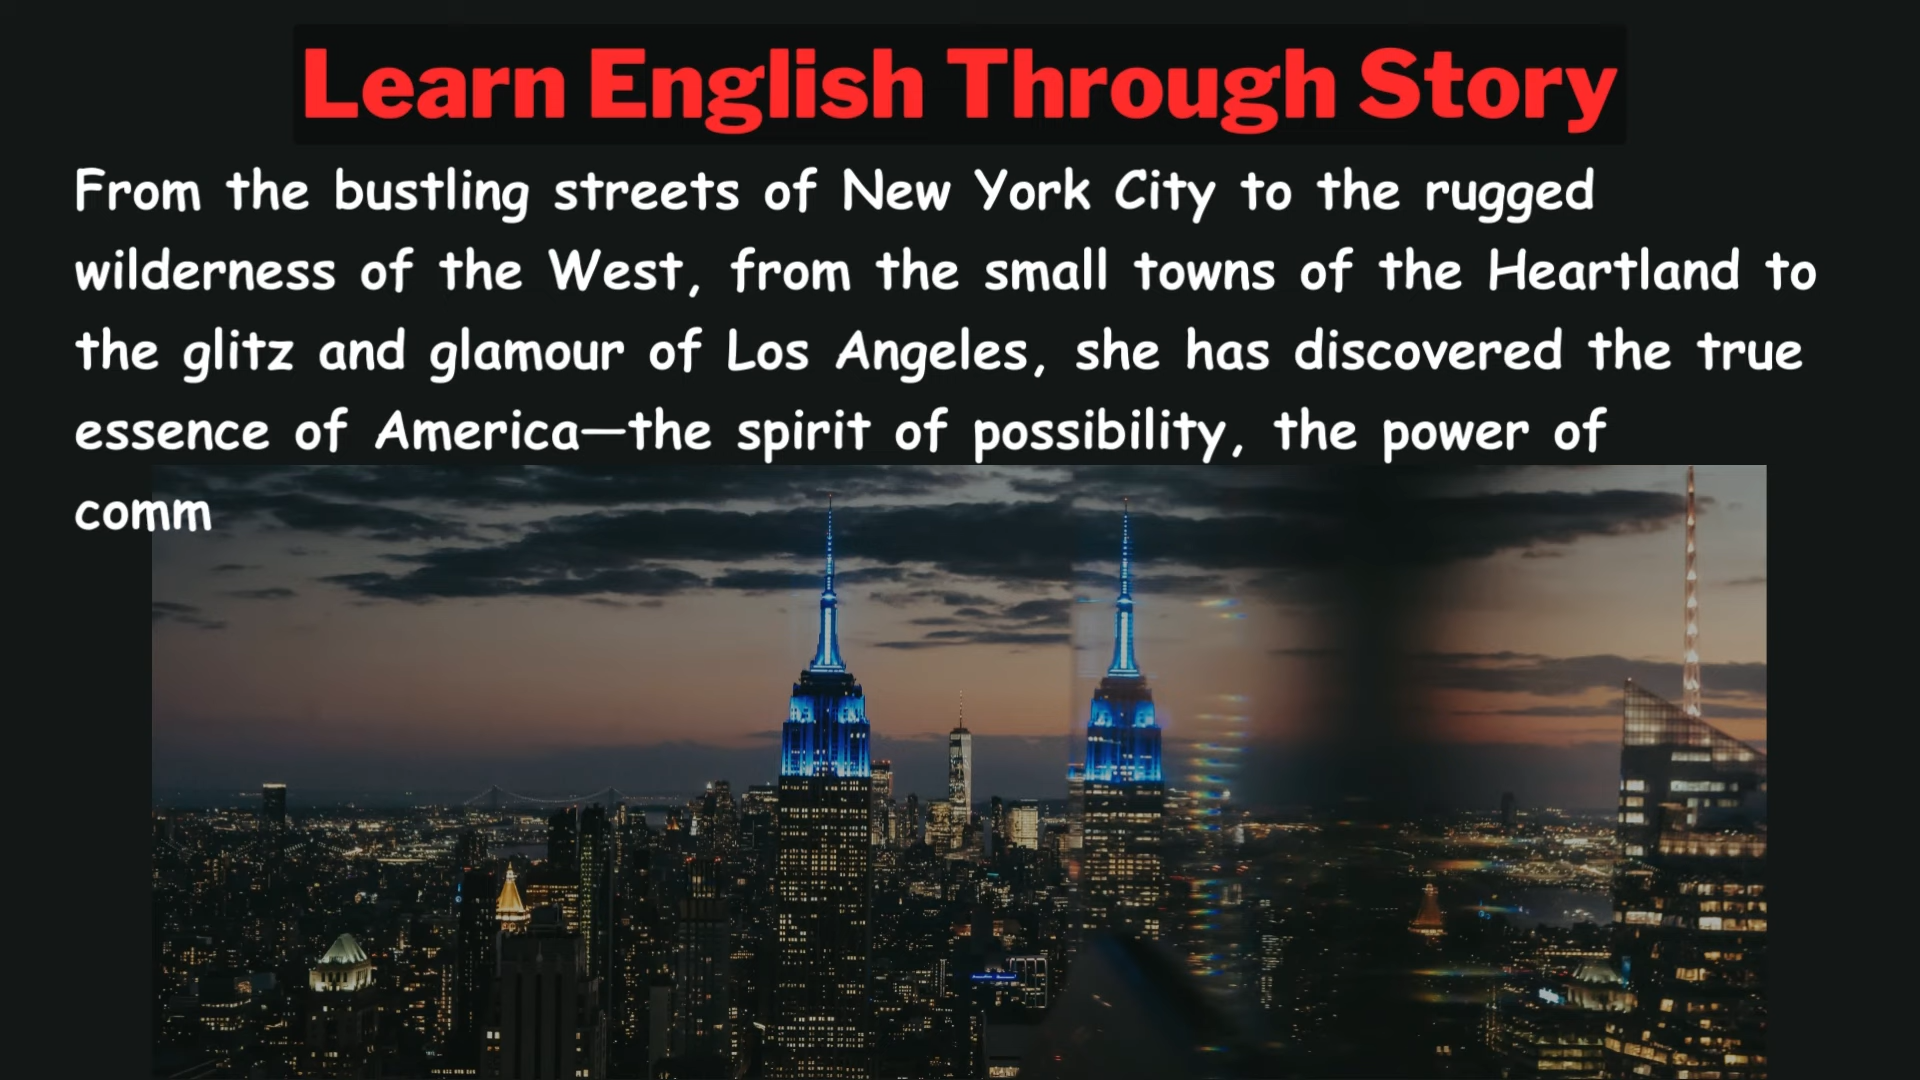 Learn English Through Story
From the bustling streets of New York City to the rugged
wilderness of the West, from the small towns of the Heartland to
the glitz and glamour of Los Angeles, she has discovered the true
essence of America—the spirit of possibility, the power of
comm